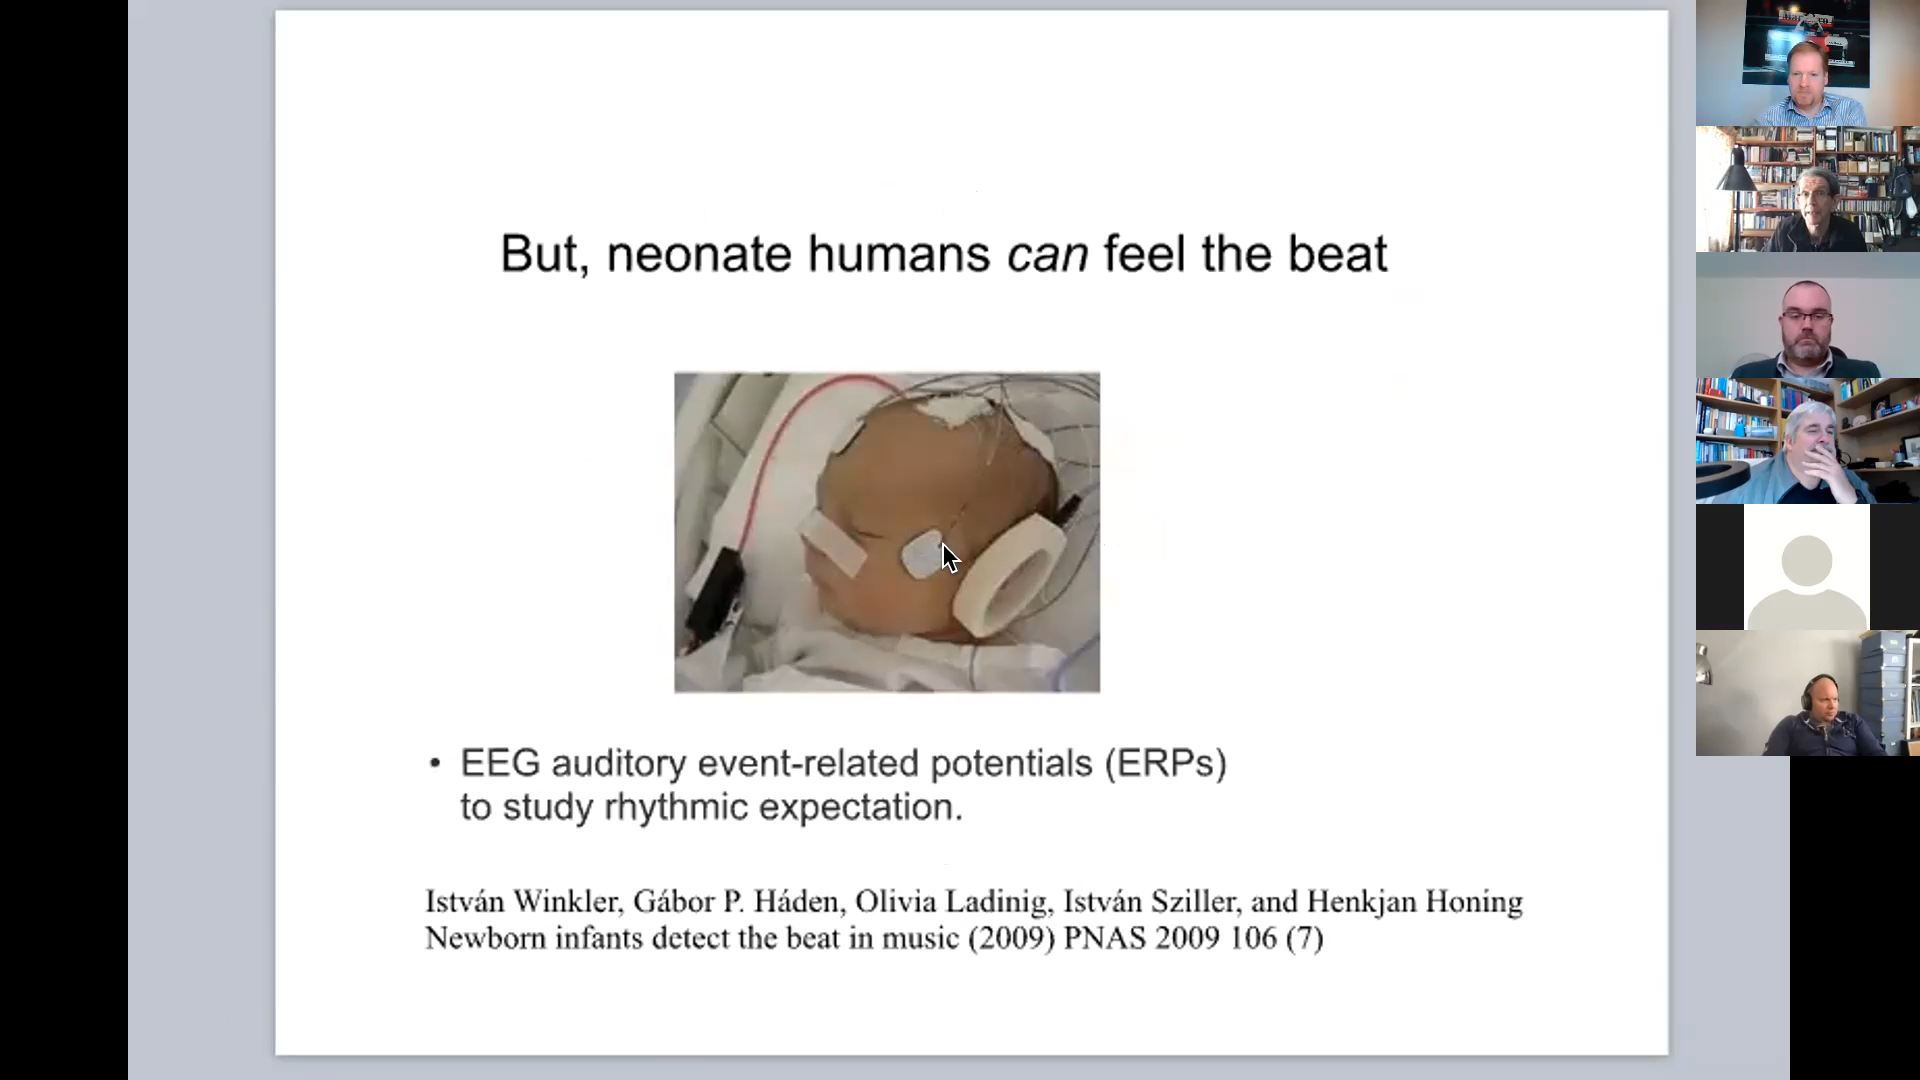 But, neonate humans can feel the beat
• EEG auditory event-related potentials (ERPs)
to study rhythmic expectation.
István Winkler, Gábor P. Háden, Olivia Ladinig, István Sziller, and Henkjan Honing
Newborn infants detect the beat in music (2009) PNAS 2009 106 (7)